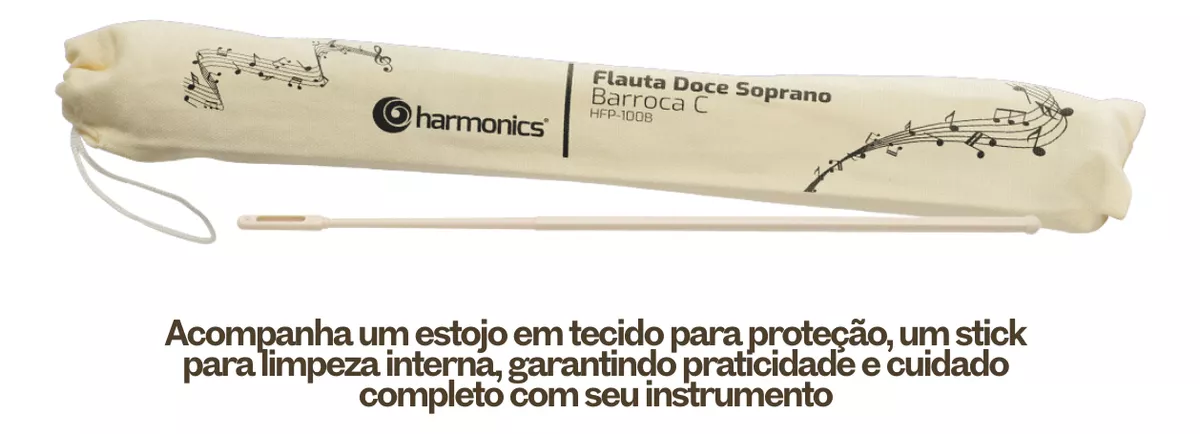 harmonics®
Flauta Doce Soprano
Barroca C
HFP-1008
Acompanha um estojo em tecido para proteção, um stick
para limpeza interna, garantindo praticidade e cuidado
completo com seu instrumento